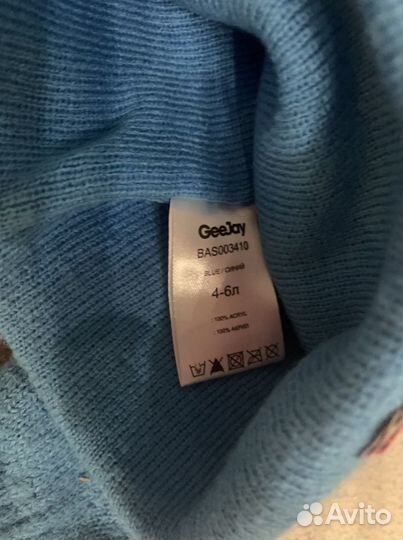 GeeJay
BAS003410
BLUE / СИНИЙ
4-6л
: 100% ACRYL
: 100% АКРИЛ
Avito